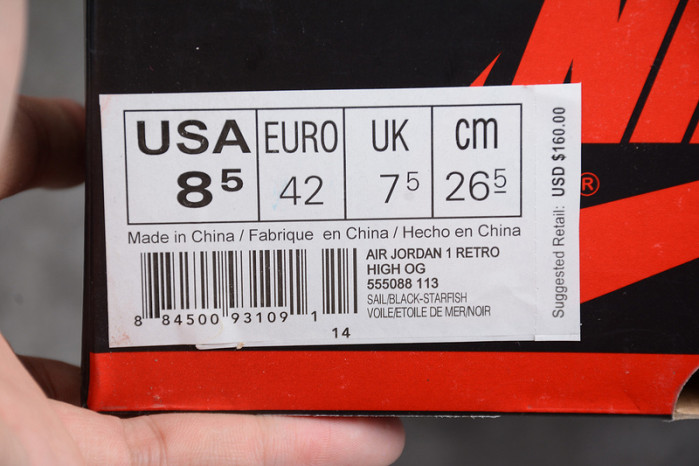 USA EURO UK cm
8⁵ 42 7⁵ 26⁵
Made in China / Fabrique en China / Hecho en China
AIR JORDAN 1 RETRO
HIGH OG
555088 113
SAIL/BLACK-STARFISH
VOILE/ETOILE DE MER/NOIR
8 84500 93109 1
14
Suggested Retail: USD $160.00
®